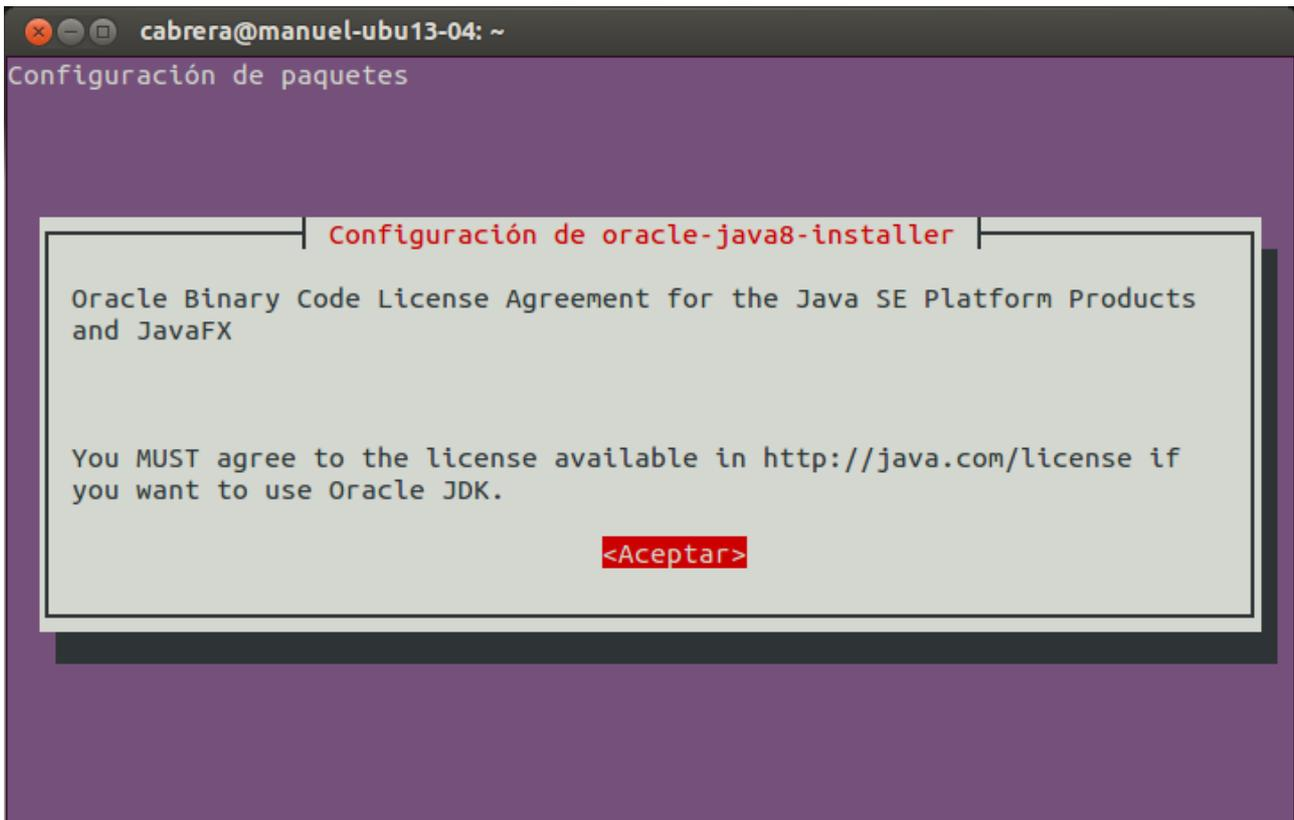 cabrera@manuel-ubu13-04: ~
Configuración de paquetes
Configuración de oracle-java8-installer
Oracle Binary Code License Agreement for the Java SE Platform Products
and JavaFX
You MUST agree to the license available in http://java.com/license if
you want to use Oracle JDK.
<Aceptar>